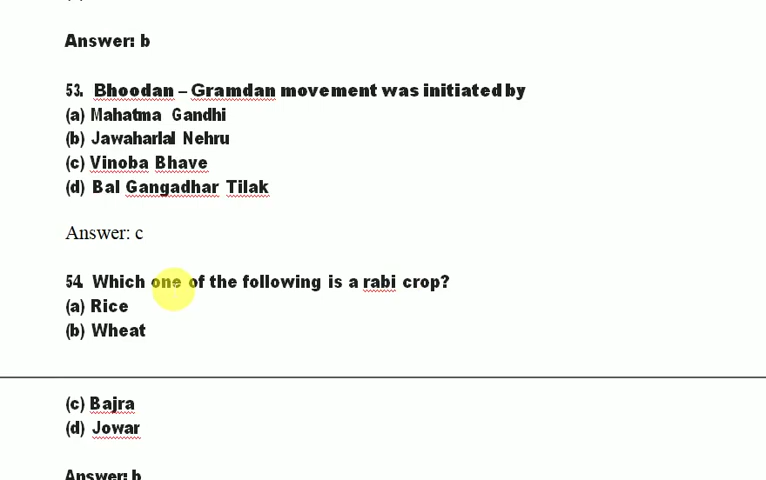 Answer: b
53. Bhoodan – Gramdan movement was initiated by
(a) Mahatma Gandhi
(b) Jawaharlal Nehru
(c) Vinoba Bhave
(d) Bal Gangadhar Tilak
Answer: c
54. Which one of the following is a rabi crop?
(a) Rice
(b) Wheat
(c) Bajra
(d) Jowar
Answer: b